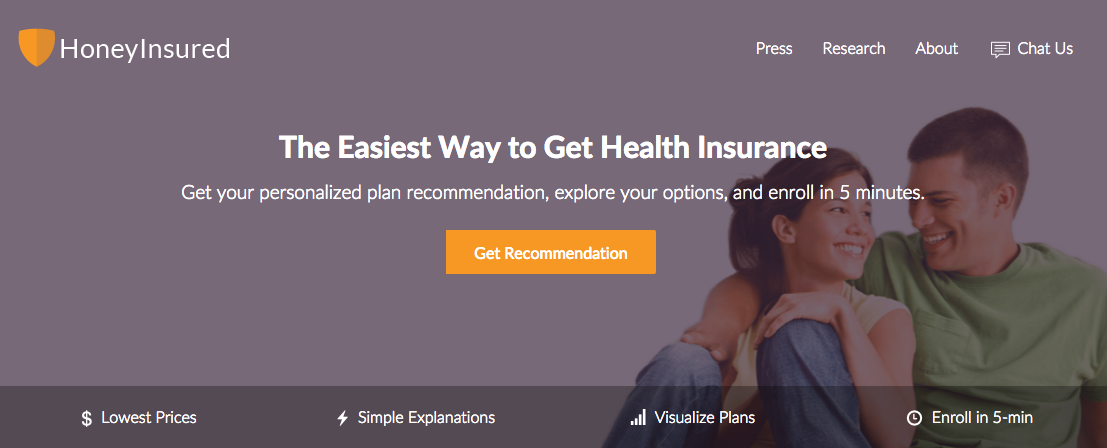 HoneyInsured
Press
Research
About
Chat Us
The Easiest Way to Get Health Insurance
Get your personalized plan recommendation, explore your options, and enroll in 5 minutes.
Get Recommendation
$ Lowest Prices
Simple Explanations
Visualize Plans
Enroll in 5-min